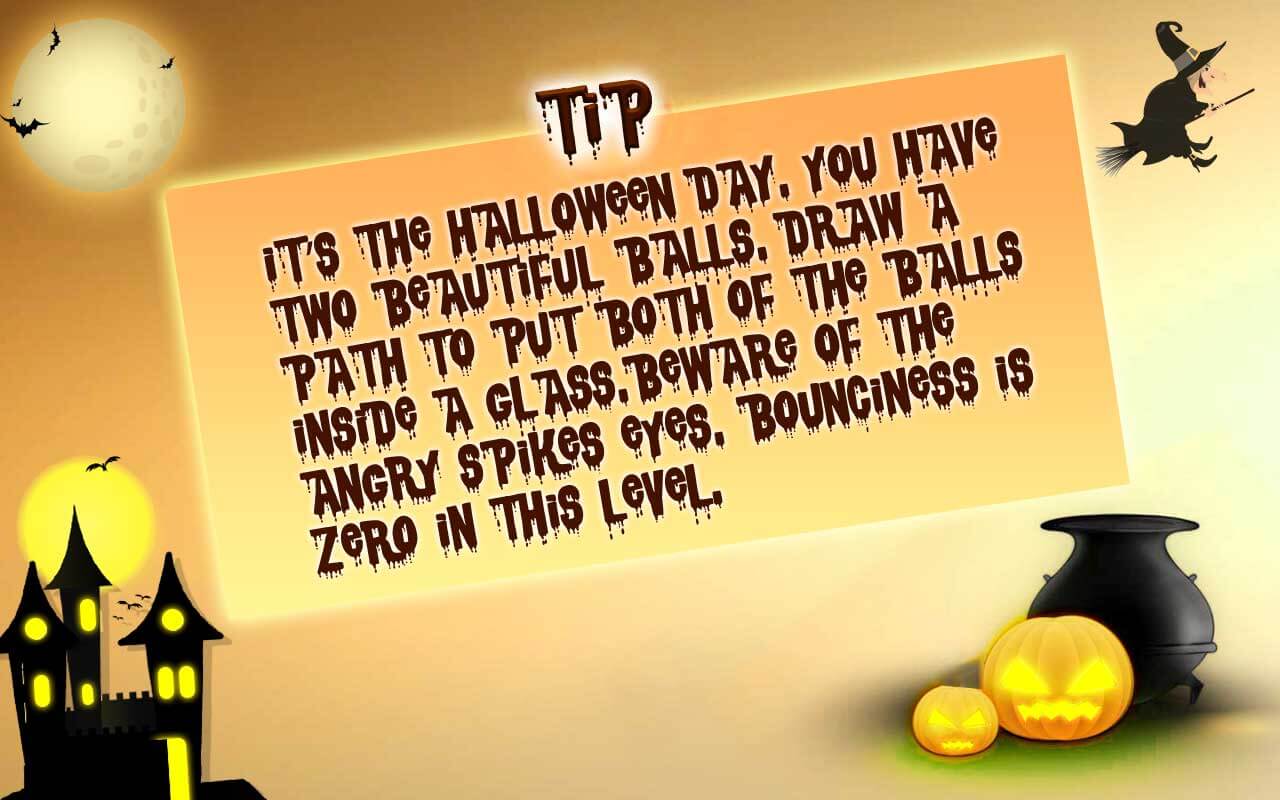 TiP
iT'S THe HALLOWeeN DAY. YOU HAVe
TWO BeAUTiFUL BALLS. DRAW A
PATH TO PUT BOTH OF THe BALLS
iNSiDe A GLASS.BeWARe OF THe
ANGRY SPiKeS eYeS. BOUNCiNeSS iS
ZeRO iN THiS LeVeL.